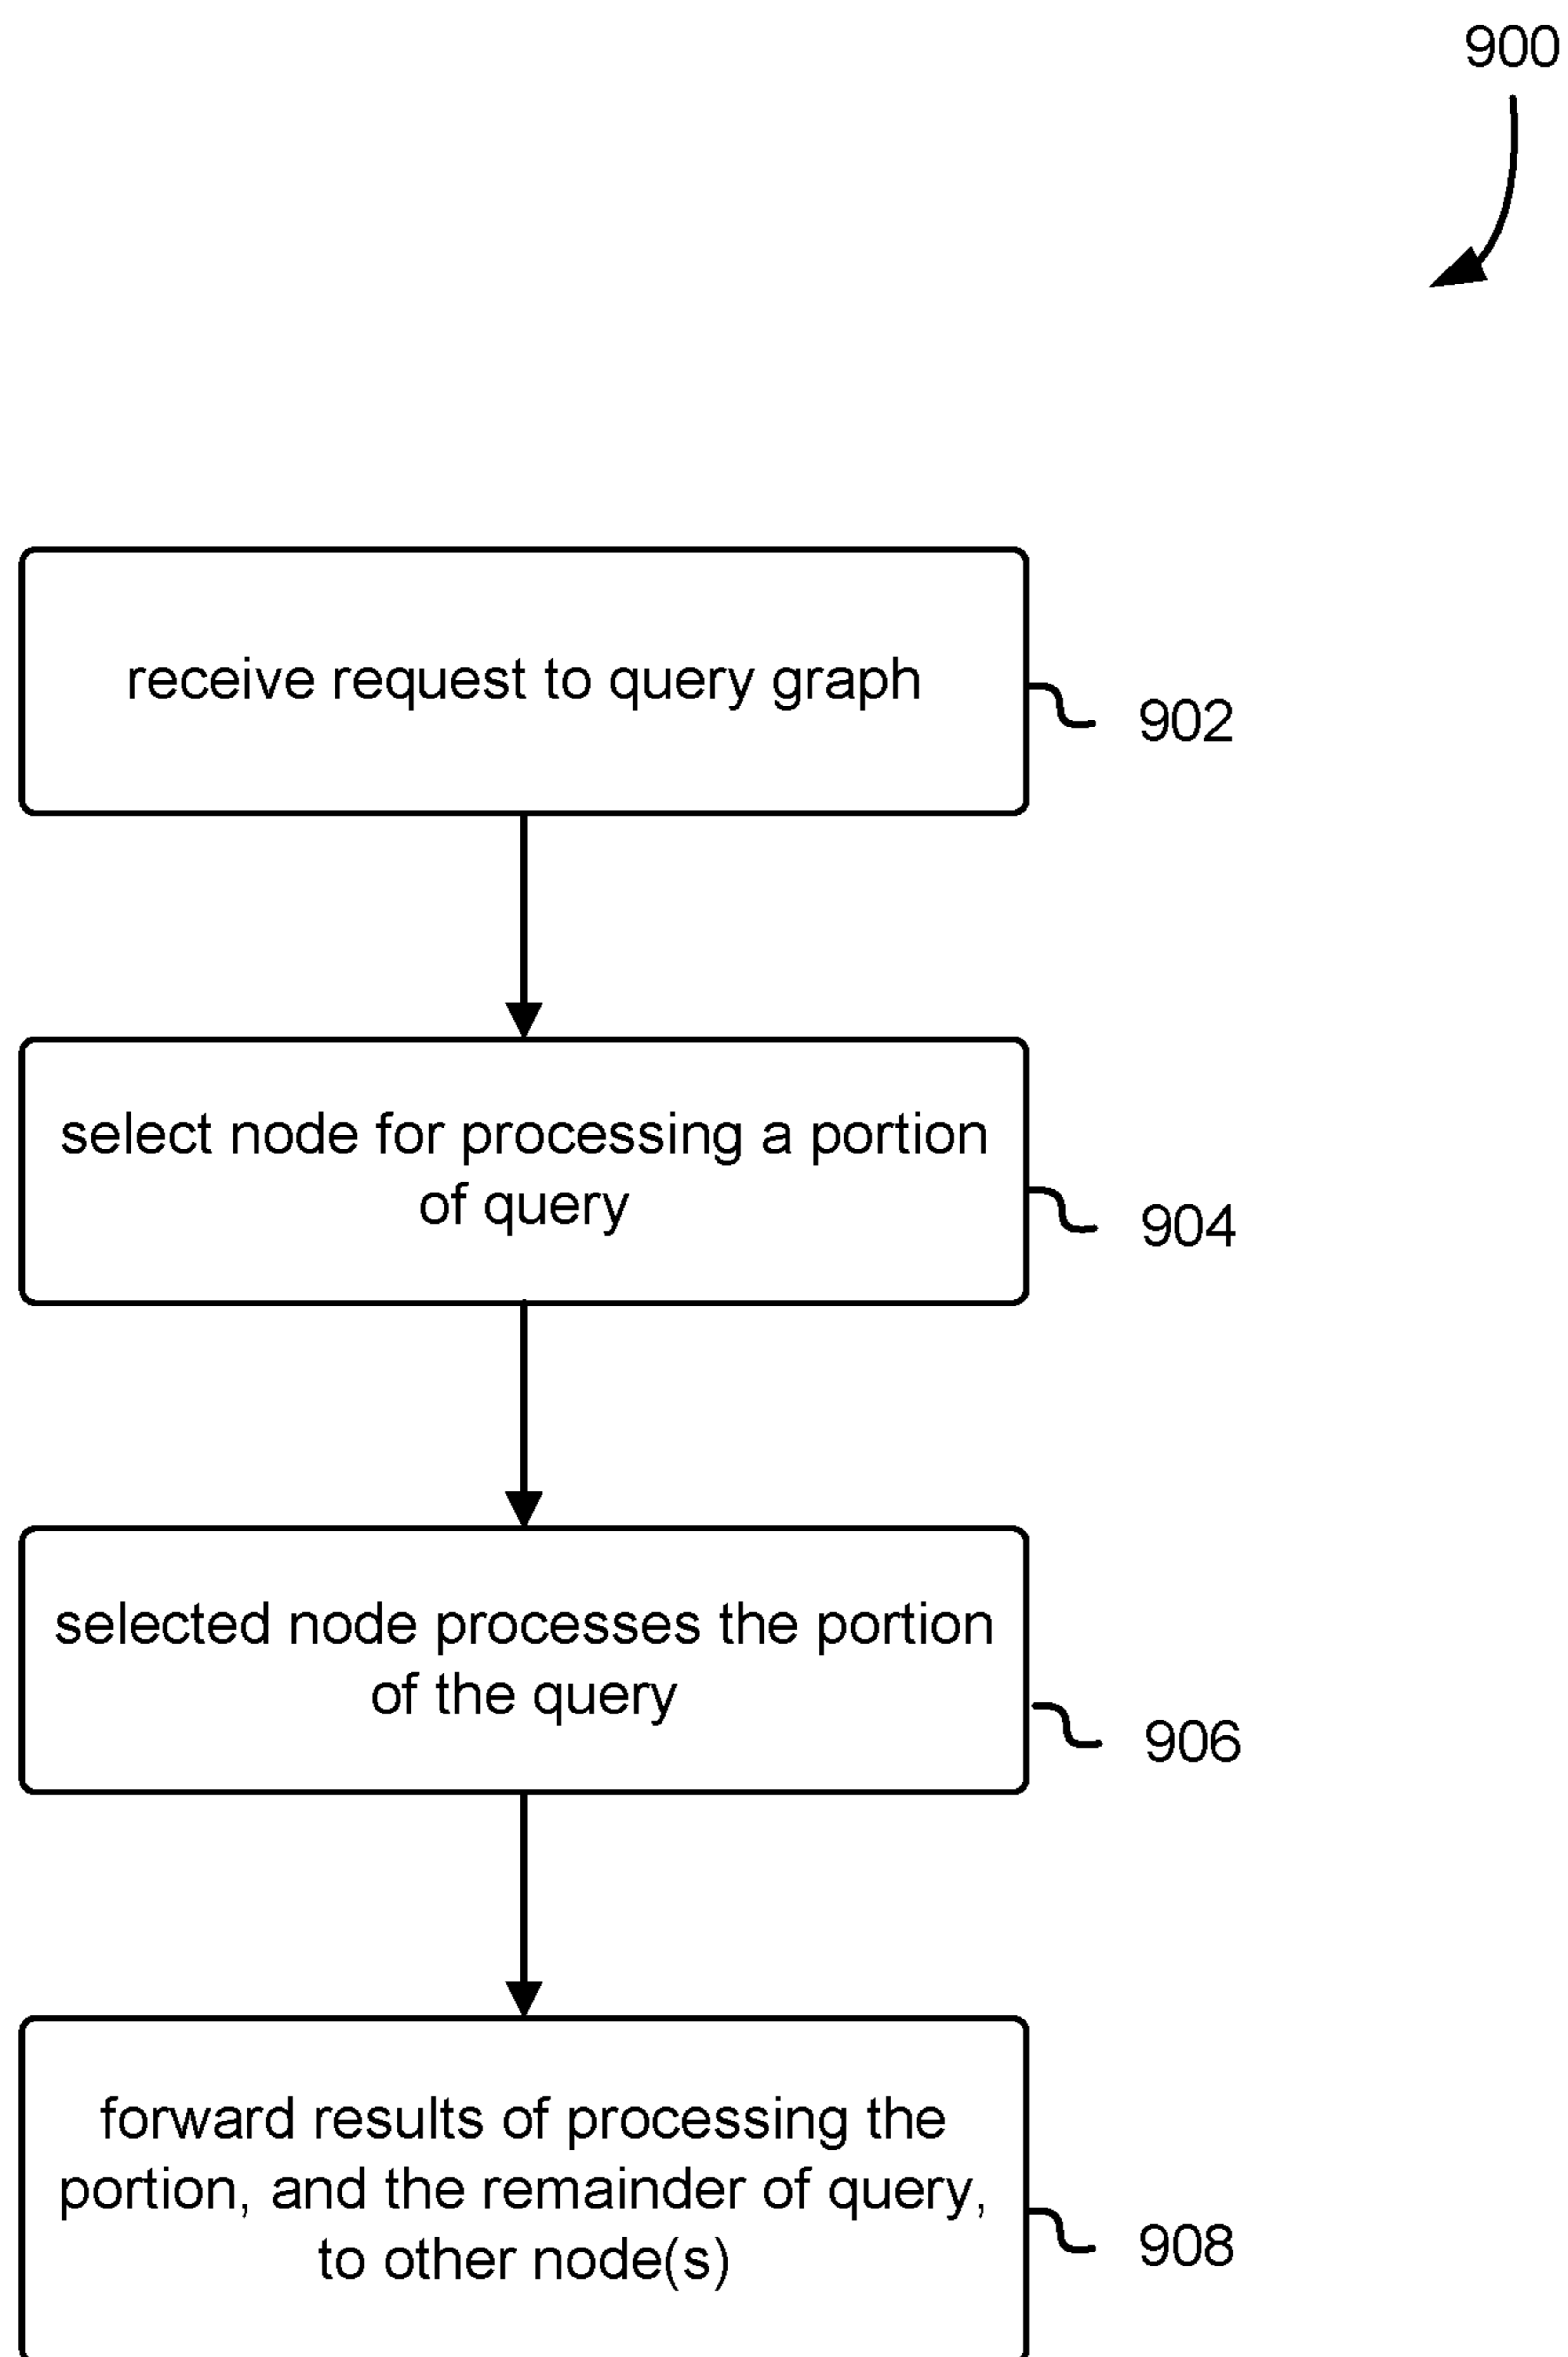 900
receive request to query graph
902
select node for processing a portion
of query
904
selected node processes the portion
of the query
906
forward results of processing the
portion, and the remainder of query,
to other node(s)
908